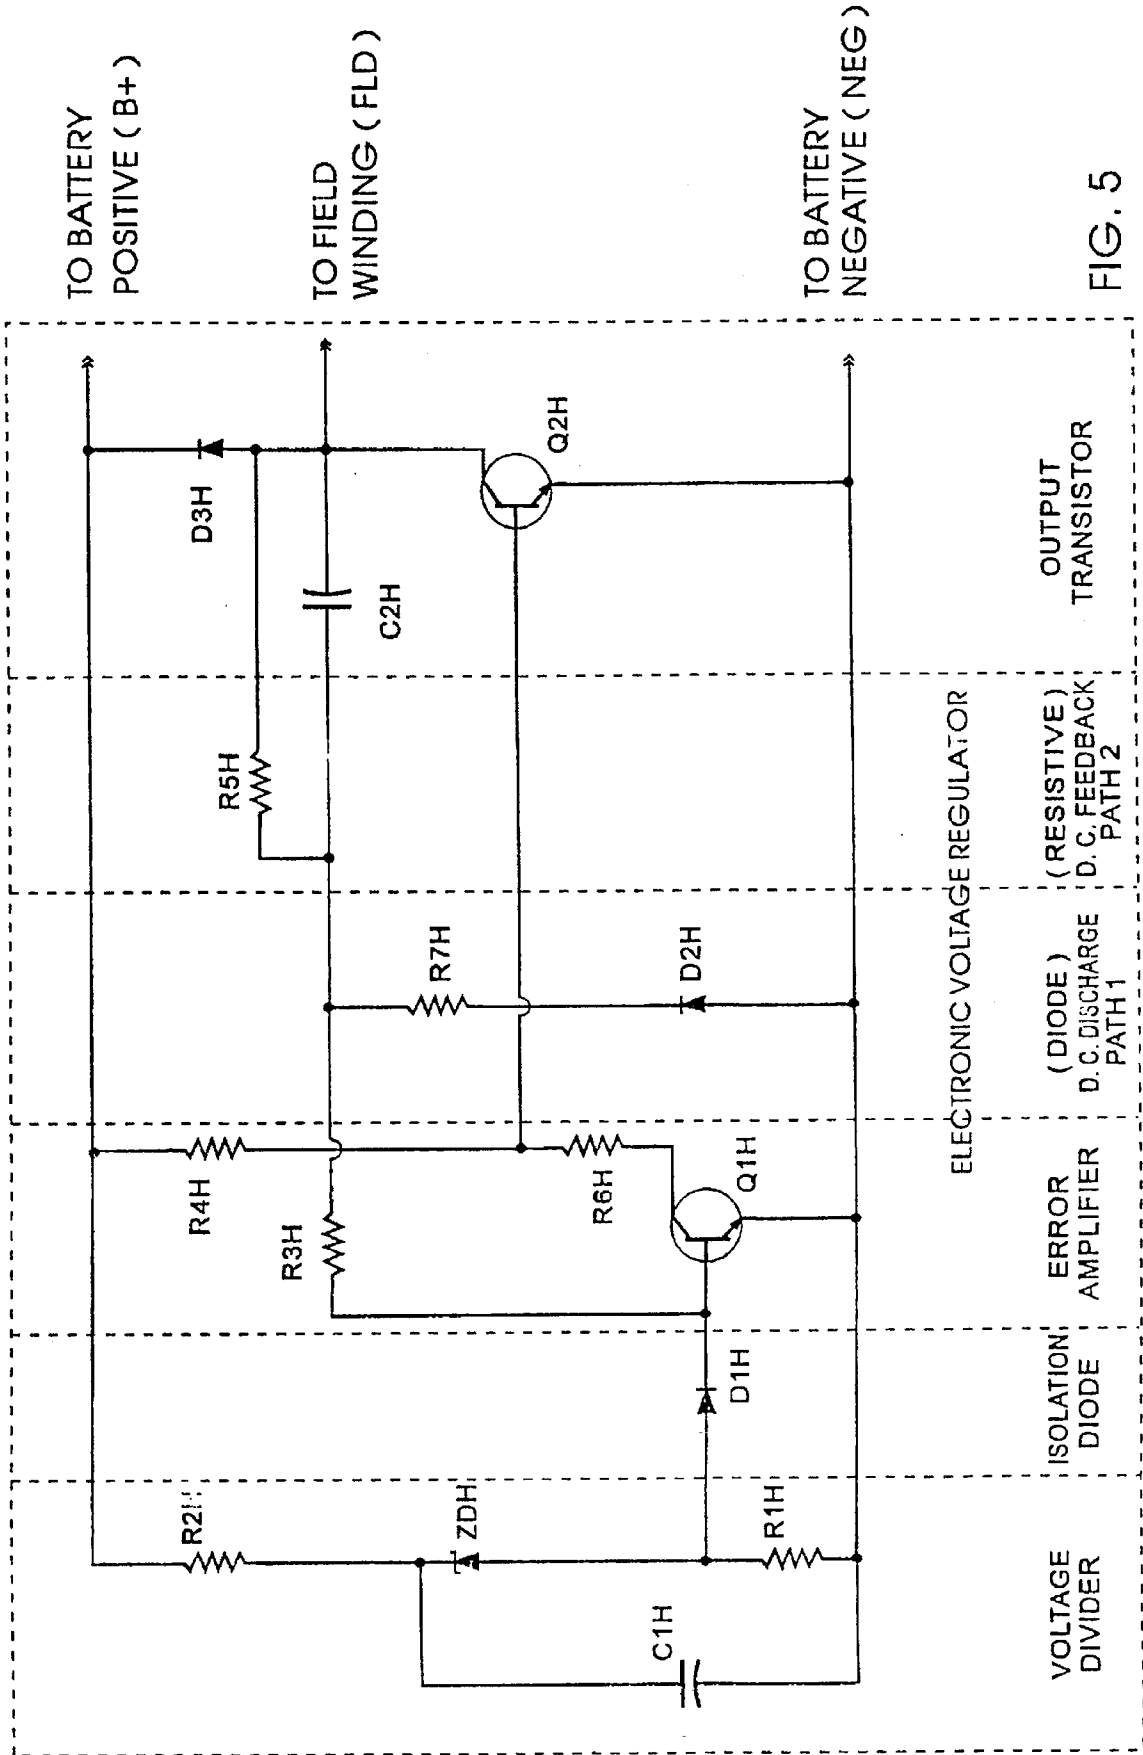 TO BATTERY
POSITIVE ( B+ )
TO FIELD
WINDING ( FLD )
TO BATTERY
NEGATIVE ( NEG )
R2H
ZDH
R1H
C1H
D1H
R4H
R3H
R6H
Q1H
R7H
D2H
R5H
C2H
D3H
Q2H
ELECTRONIC VOLTAGE REGULATOR
VOLTAGE
DIVIDER
ISOLATION
DIODE
ERROR
AMPLIFIER
( DIODE )
D. C. DISCHARGE
PATH 1
( RESISTIVE )
D. C. FEEDBACK
PATH 2
OUTPUT
TRANSISTOR
FIG. 5